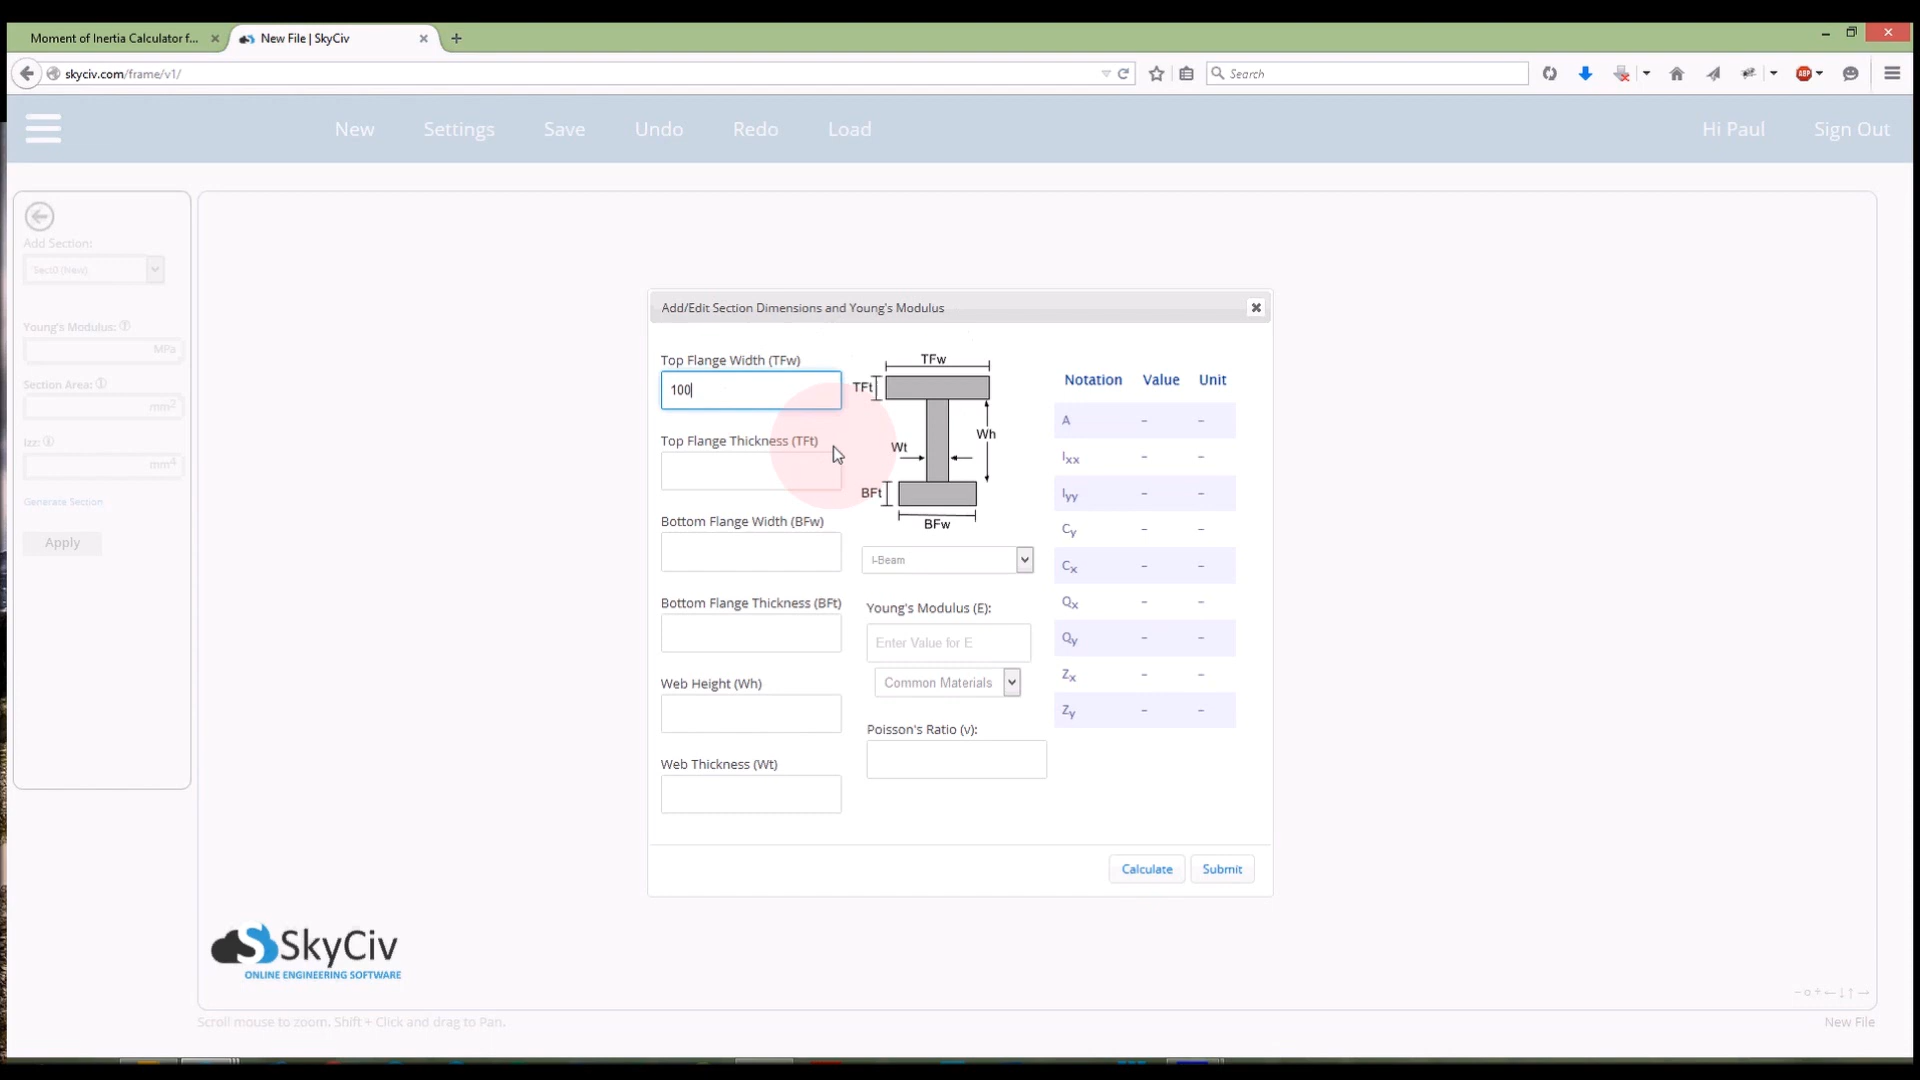 Moment of Inertia Calculator f...
New File | SkyCiv
skyciv.com/frame/v1/
Search
ABP
New
Settings
Save
Undo
Redo
Load
Hi Paul
Sign Out
Add Section:
Sect0 (New)
Young's Modulus:
MPa
Section Area:
mm2
Izz:
mm4
Generate Section
Apply
Add/Edit Section Dimensions and Young's Modulus
Top Flange Width (TFw)
100
Top Flange Thickness (TFt)
Bottom Flange Width (BFw)
Bottom Flange Thickness (BFt)
Web Height (Wh)
Web Thickness (Wt)
TFw
TFt
Wh
Wt
BFt
BFw
I-Beam
Young's Modulus (E):
Enter Value for E
Common Materials
Poisson's Ratio (v):
Notation Value Unit
A – –
Ixx – –
Iyy – –
Cy – –
Cx – –
Qx – –
Qy – –
Zx – –
Zy – –
Calculate
Submit
SkyCiv
ONLINE ENGINEERING SOFTWARE
Scroll mouse to zoom. Shift + Click and drag to Pan.
New File